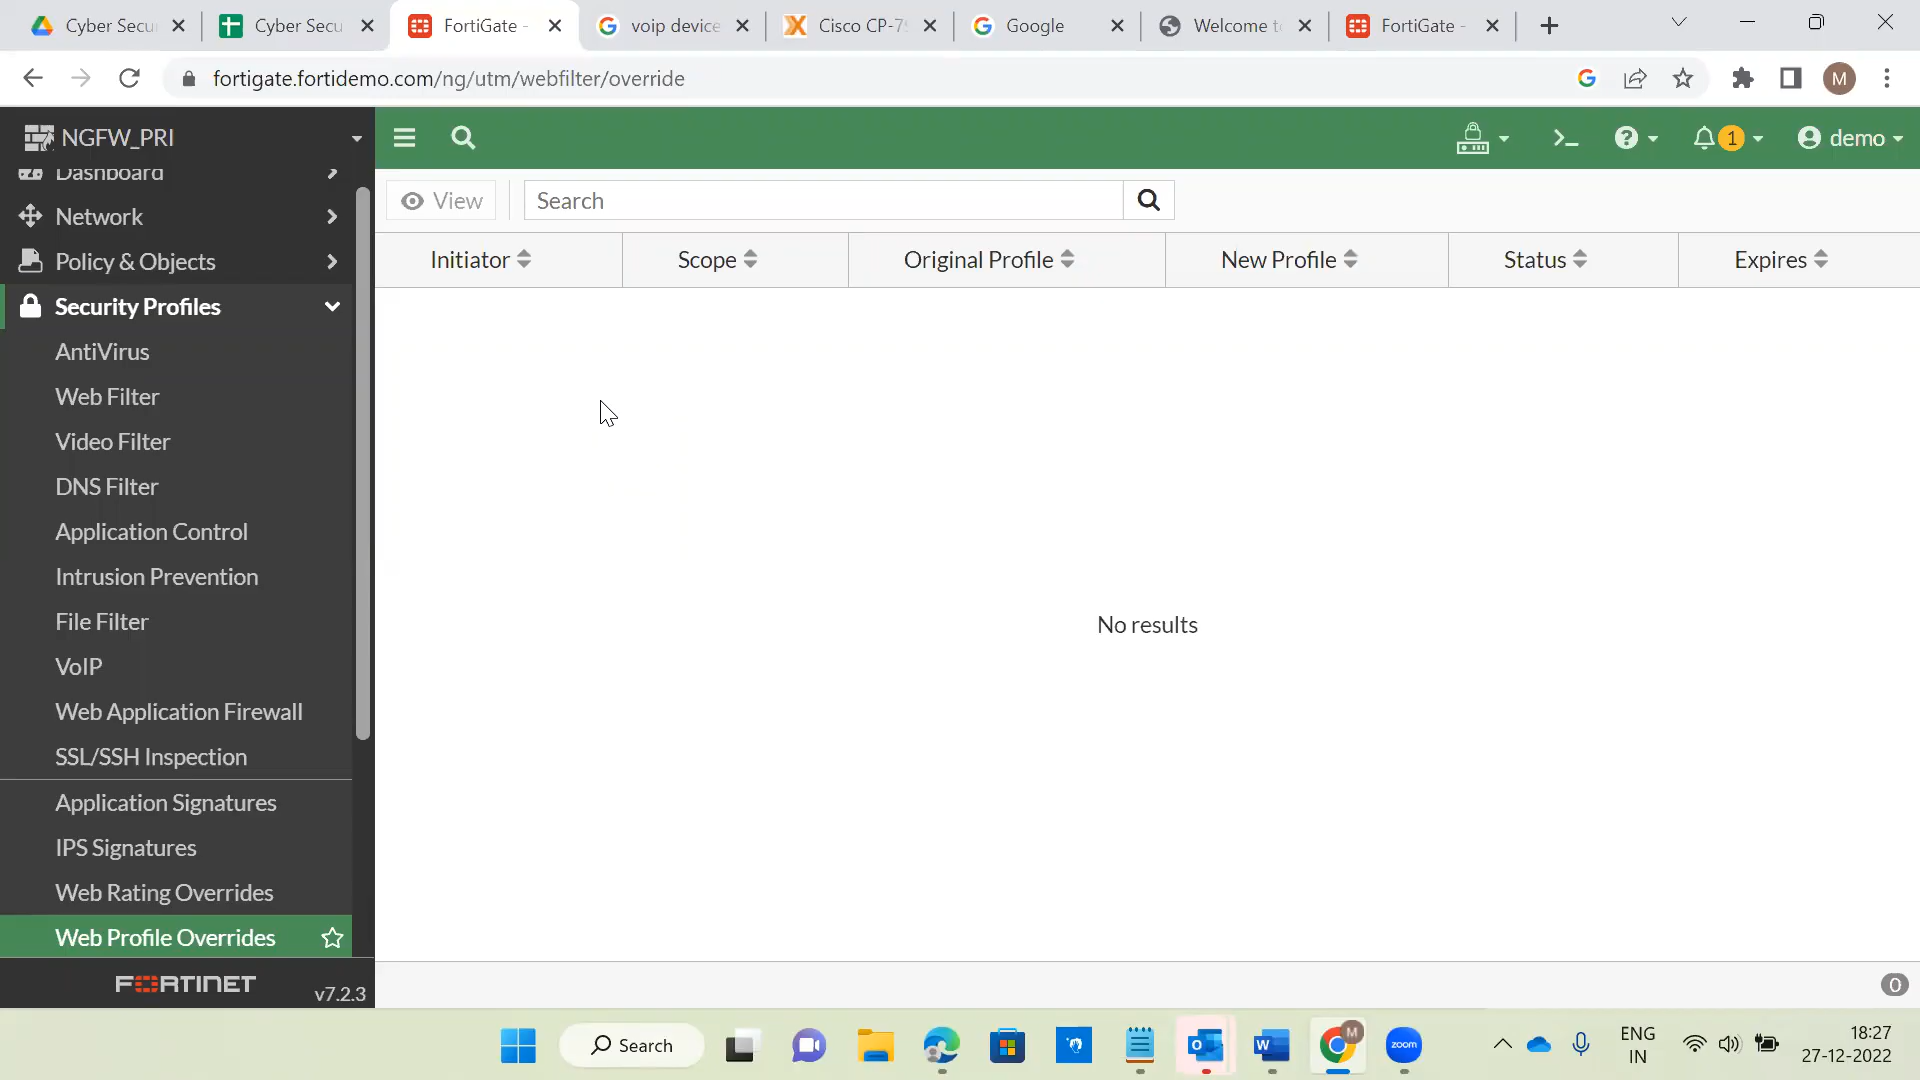 Cyber Secu
Cyber Secu
FortiGate -
voip device
Cisco CP-7
Google
Welcome to
FortiGate -
fortigate.fortidemo.com/ng/utm/webfilter/override
M
NGFW_PRI
1
demo
Dashboard
Network
Policy & Objects
Security Profiles
AntiVirus
Web Filter
Video Filter
DNS Filter
Application Control
Intrusion Prevention
File Filter
VoIP
Web Application Firewall
SSL/SSH Inspection
Application Signatures
IPS Signatures
Web Rating Overrides
Web Profile Overrides
FORTINET
v7.2.3
View
Search
Initiator
Scope
Original Profile
New Profile
Status
Expires
No results
0
Search
zoom
ENG
IN
18:27
27-12-2022